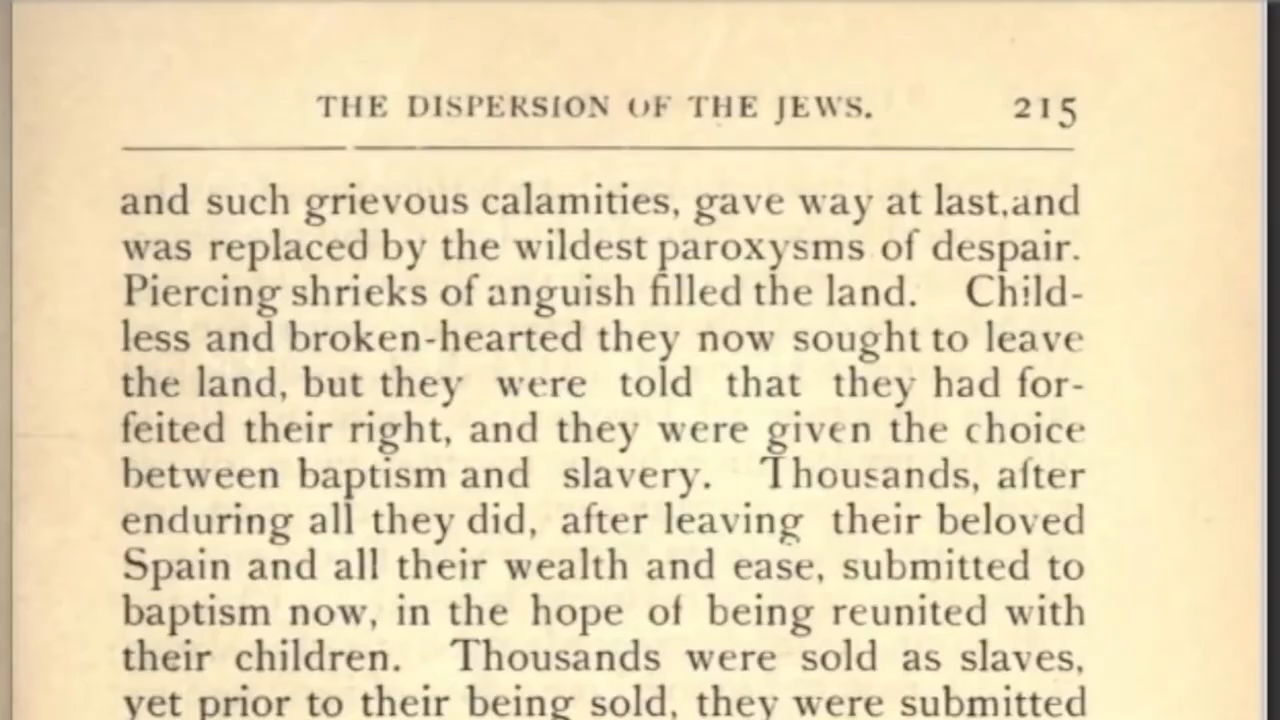 THE DISPERSION OF THE JEWS. 215
and such grievous calamities, gave way at last, and
was replaced by the wildest paroxysms of despair.
Piercing shrieks of anguish filled the land. Child-
less and broken-hearted they now sought to leave
the land, but they were told that they had for-
feited their right, and they were given the choice
between baptism and slavery. Thousands, after
enduring all they did, after leaving their beloved
Spain and all their wealth and ease, submitted to
baptism now, in the hope of being reunited with
their children. Thousands were sold as slaves,
yet prior to their being sold, they were submitted